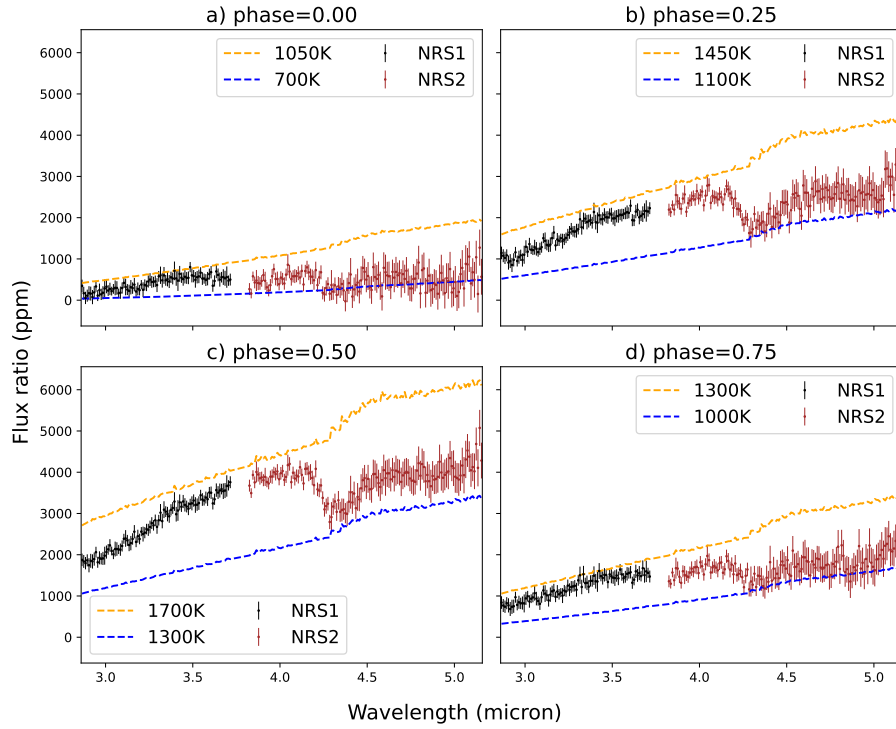 a) phase=0.00
b) phase=0.25
1050K NRS1
700K NRS2
1450K NRS1
1100K NRS2
6000
5000
4000
3000
2000
1000
0
c) phase=0.50
d) phase=0.75
1700K NRS1
1300K NRS2
1300K NRS1
1000K NRS2
6000
5000
4000
3000
2000
1000
0
3.0 3.5 4.0 4.5 5.0
3.0 3.5 4.0 4.5 5.0
Flux ratio (ppm)
Wavelength (micron)